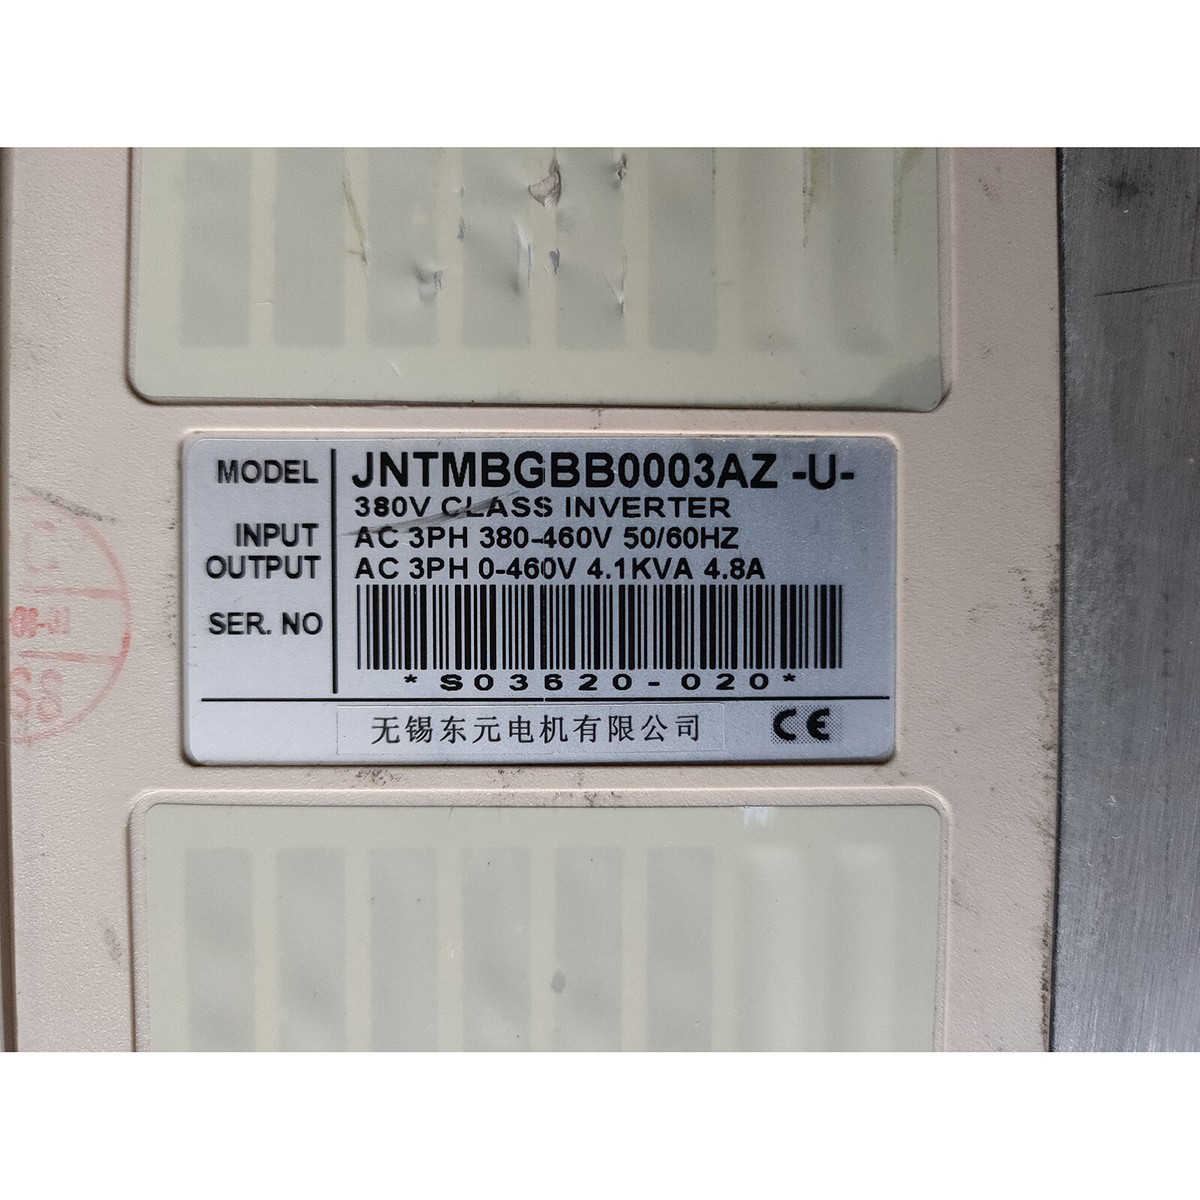 MODEL JNTMBGBB0003AZ -U-
380V CLASS INVERTER
INPUT AC 3PH 380-460V 50/60HZ
OUTPUT AC 3PH 0-460V 4.1KVA 4.8A
SER. NO
*S03620-020*
无锡东元电机有限公司 CE